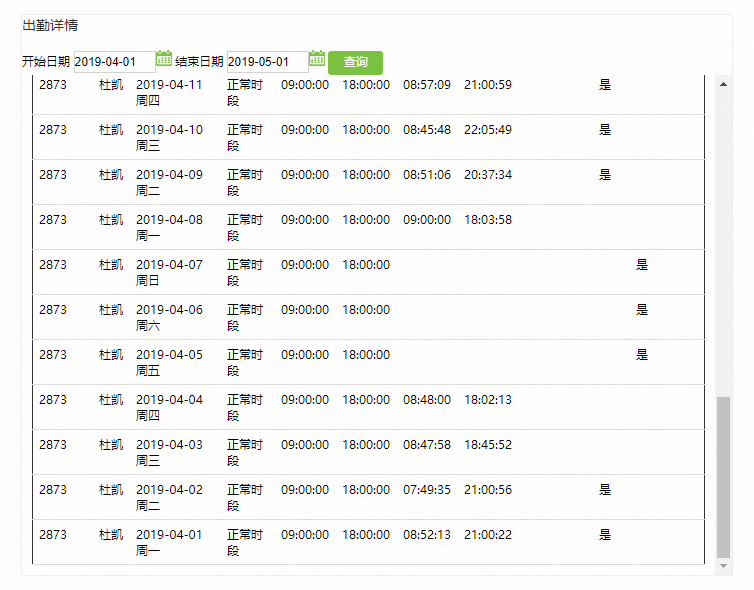 出勤详情
开始日期 2019-04-01 结束日期 2019-05-01 查询
2873 杜凯 2019-04-11 正常时 09:00:00 18:00:00 08:57:09 21:00:59 是
周四 段
2873 杜凯 2019-04-10 正常时 09:00:00 18:00:00 08:45:48 22:05:49 是
周三 段
2873 杜凯 2019-04-09 正常时 09:00:00 18:00:00 08:51:06 20:37:34 是
周二 段
2873 杜凯 2019-04-08 正常时 09:00:00 18:00:00 09:00:00 18:03:58
周一 段
2873 杜凯 2019-04-07 正常时 09:00:00 18:00:00 是
周日 段
2873 杜凯 2019-04-06 正常时 09:00:00 18:00:00 是
周六 段
2873 杜凯 2019-04-05 正常时 09:00:00 18:00:00 是
周五 段
2873 杜凯 2019-04-04 正常时 09:00:00 18:00:00 08:48:00 18:02:13
周四 段
2873 杜凯 2019-04-03 正常时 09:00:00 18:00:00 08:47:58 18:45:52
周三 段
2873 杜凯 2019-04-02 正常时 09:00:00 18:00:00 07:49:35 21:00:56 是
周二 段
2873 杜凯 2019-04-01 正常时 09:00:00 18:00:00 08:52:13 21:00:22 是
周一 段